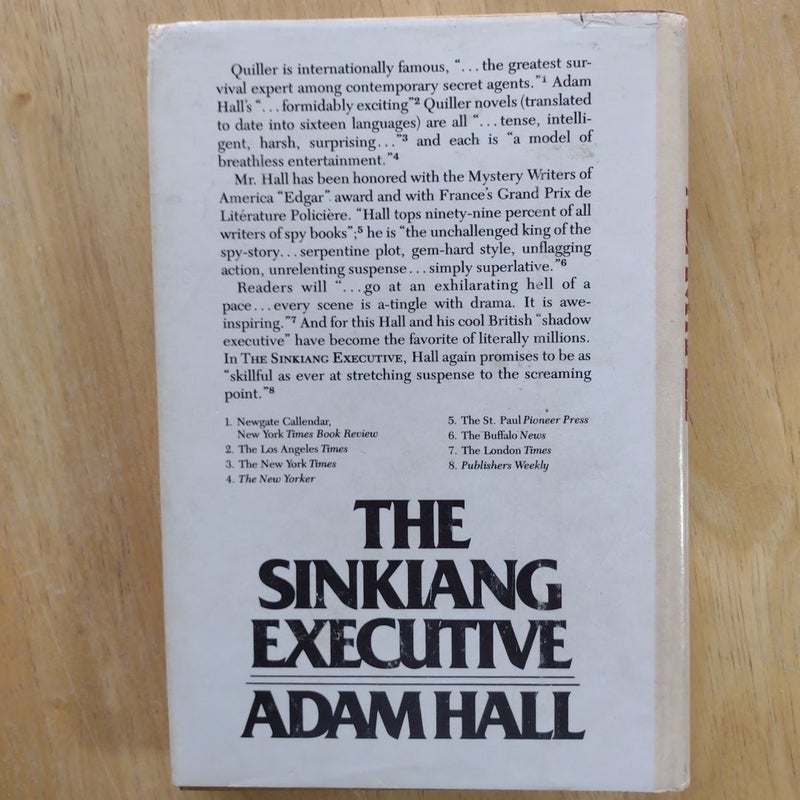 Quiller is internationally famous, “...the greatest sur-
vival expert among contemporary secret agents.”1 Adam
Hall's “...formidably exciting”2 Quiller novels (translated
to date into sixteen languages) are all “...tense, intelli-
gent, harsh, surprising...”3 and each is “a model of
breathless entertainment.”4
Mr. Hall has been honored with the Mystery Writers of
America “Edgar” award and with France's Grand Prix de
Litérature Policière. “Hall tops ninety-nine percent of all
writers of spy books”;5 he is “the unchallenged king of the
spy-story...serpentine plot, gem-hard style, unflagging
action, unrelenting suspense...simply superlative.”6
Readers will “...go at an exhilarating hell of a
pace...every scene is a-tingle with drama. It is awe-
inspiring.”7 And for this Hall and his cool British “shadow
executive” have become the favorite of literally millions.
In THE SINKIANG EXECUTIVE, Hall again promises to be as
“skillful as ever at stretching suspense to the screaming
point.”8
1. Newgate Callendar,
New York Times Book Review
2. The Los Angeles Times
3. The New York Times
4. The New Yorker
5. The St. Paul Pioneer Press
6. The Buffalo News
7. The London Times
8. Publishers Weekly
THE
SINKIANG
EXECUTIVE
ADAM HALL